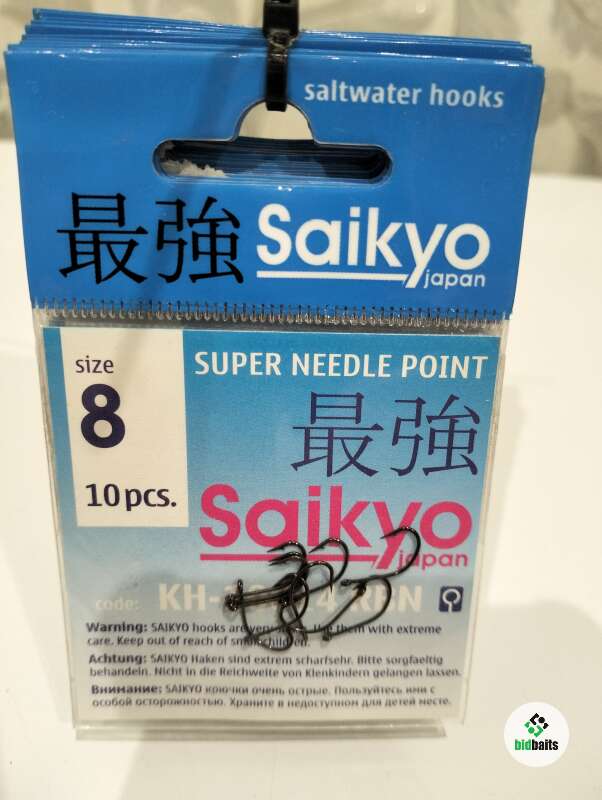 saltwater hooks
最強 Saikyo
japan
size
8
10 pcs.
SUPER NEEDLE POINT
最強
Saikyo
japan
code: KH- BN
Warning: SAIKYO hooks are very Use them with extreme
care. Keep out of reach of small children.
Achtung: SAIKYO Haken sind extrem scharfsehr. Bitte sorgfaeltig
behandeln. Nicht in die Reichweite von Klenkindern gelangen lassen.
Внимание: SAIKYO крючки очень острые. Пользуйтесь ими с
особой осторожностью. Храните в недоступном для детей месте.
bidbaits